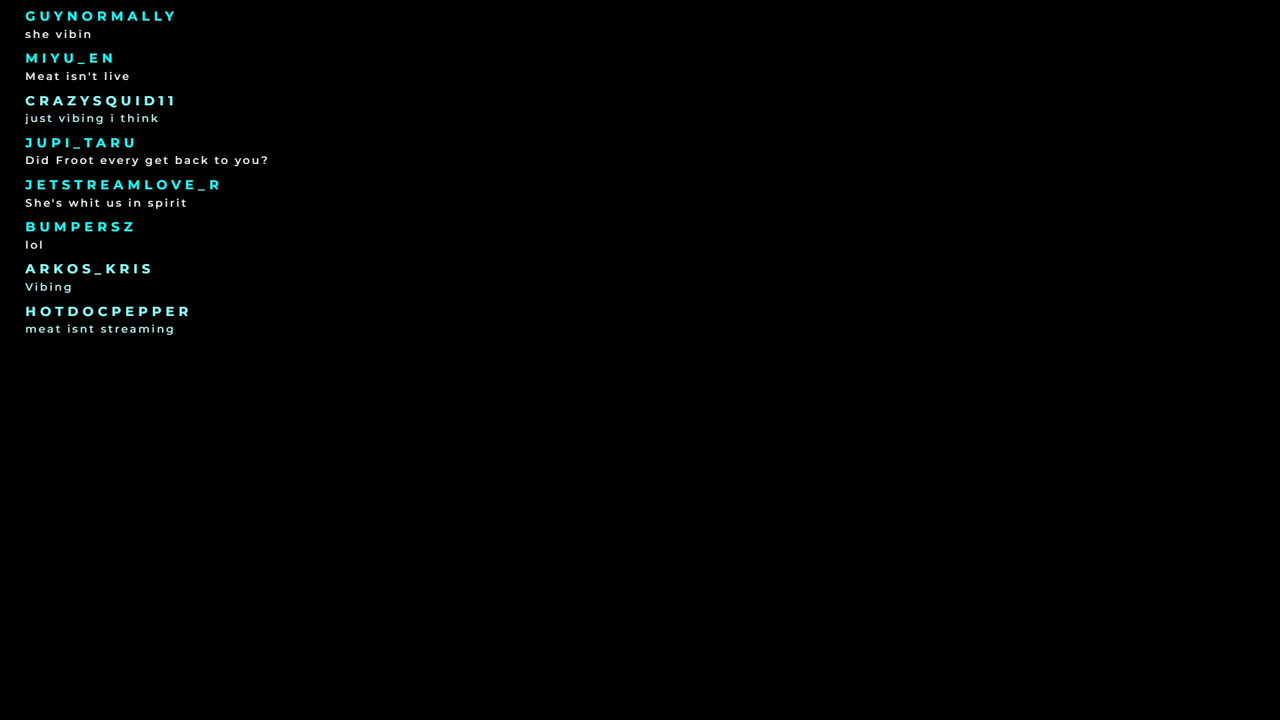 GUYNORMALLY
she vibin
MIYU_EN
Meat isn't live
CRAZYSQUID11
just vibing i think
JUPI_TARU
Did Froot every get back to you?
JETSTREAMLOVE_R
She's whit us in spirit
BUMPERSZ
lol
ARKOS_KRIS
Vibing
HOTDOCPEPPER
meat isnt streaming